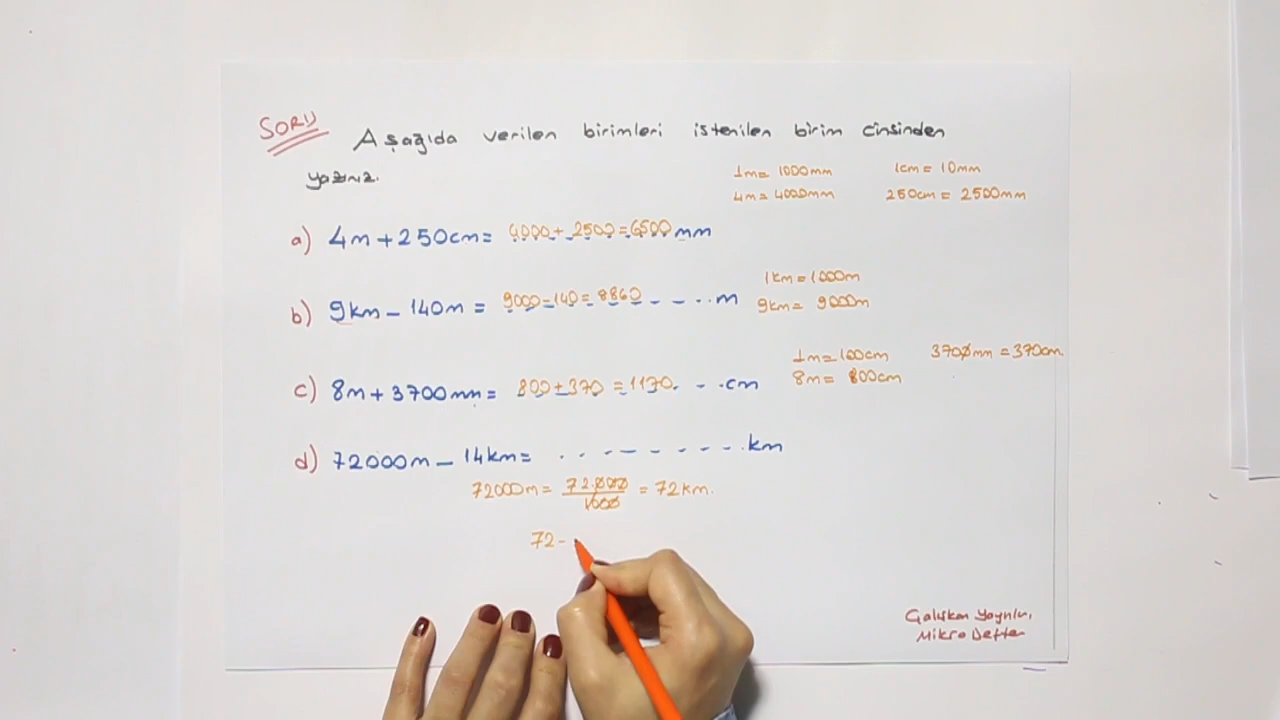 SORU Aşağıda verilen birimleri istenilen birim cinsinden
yazınız.
1m = 1000mm 1cm = 10mm
4m = 4000mm 250cm = 2500mm
a) 4m + 250cm = 4000 + 2500 = 6500 mm
1km = 1000m
b) 9km - 140m = 9000 - 140 = 8860 - - . . m 9km = 9000m
1m = 100cm 3700mm = 370cm.
c) 8m + 3700mm = 800 + 370 = 1170. - . cm 8m = 800cm
d) 72000m - 14km = . . . - - - - . . km
72000m = 72.000/1000 = 72km.
72 -
Çalışkan Yayınları,
Mikro Defter